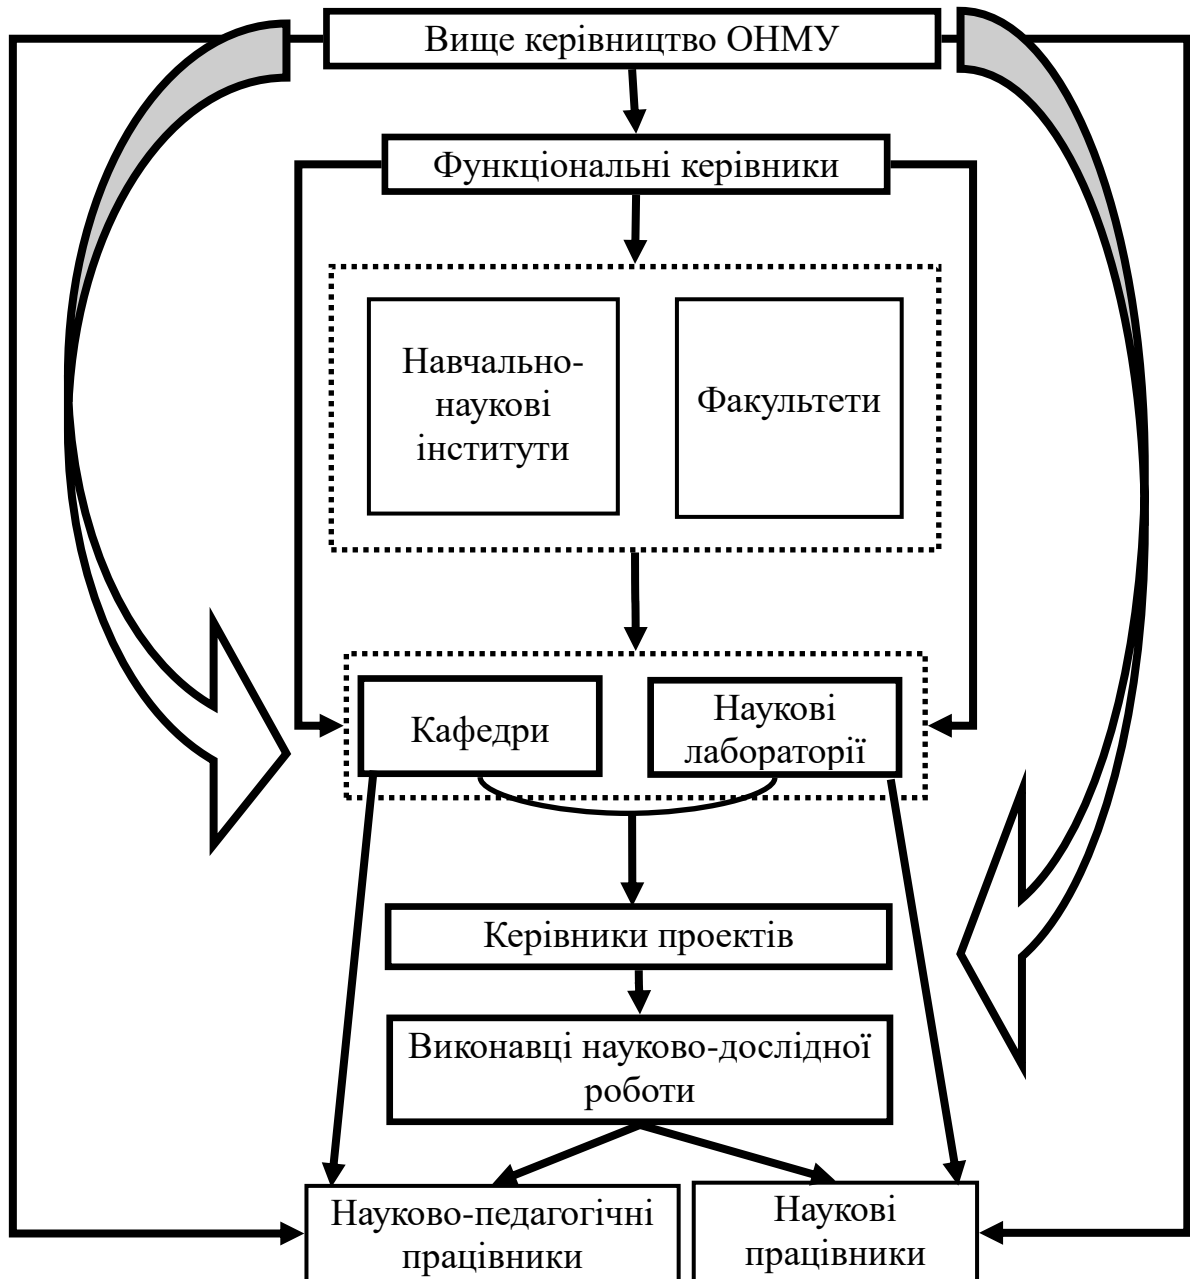 Вище керівництво ОНМУ
Функціональні керівники
Навчально-
наукові
інститути
Факультети
Кафедри
Наукові
лабораторії
Керівники проектів
Виконавці науково-дослідної
роботи
Науково-педагогічні
працівники
Наукові
працівники